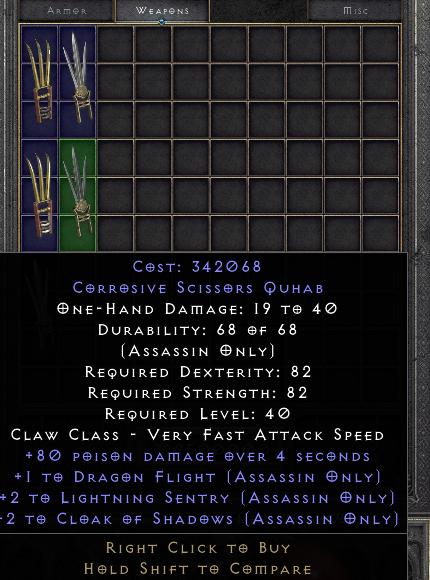 Armor Weapons Misc
Cost: 342068
Corrosive Scissors Quhab
One-Hand Damage: 19 to 40
Durability: 68 of 68
(Assassin Only)
Required Dexterity: 82
Required Strength: 82
Required Level: 40
Claw Class - Very Fast Attack Speed
+80 poison damage over 4 seconds
+1 to Dragon Flight (Assassin Only)
+2 to Lightning Sentry (Assassin Only)
+2 to Cloak of Shadows (Assassin Only)
Right Click to Buy
Hold Shift to Compare